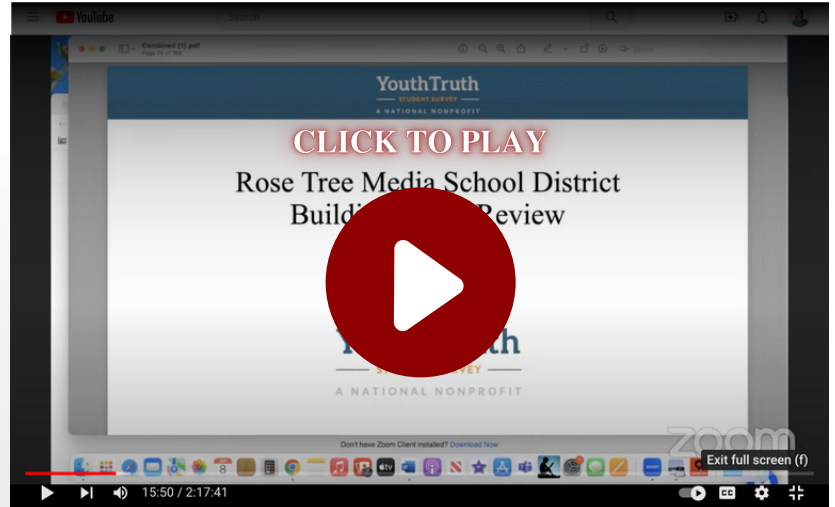 YouTube
Search
Combined (1).pdf
YouthTruth
STUDENT SURVEY
A NATIONAL NONPROFIT
CLICK TO PLAY
Rose Tree Media School District
A NATIONAL NONPROFIT
Don't have Zoom Client installed? Download Now
zoom
Exit full screen (f)
15:50 / 2:17:41
CC